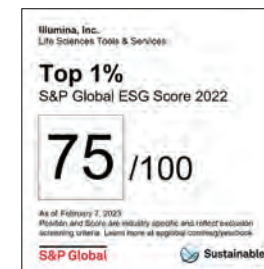 Illumina, Inc.
Life Sciences Tools & Services
Top 1%
S&P Global ESG Score 2022
75 /100
As of February 7, 2023
Position and Score are industry specific and reflect exclusion
screening criteria. Learn more at spglobal.com/esg/yearbook
S&P Global
Sustainable